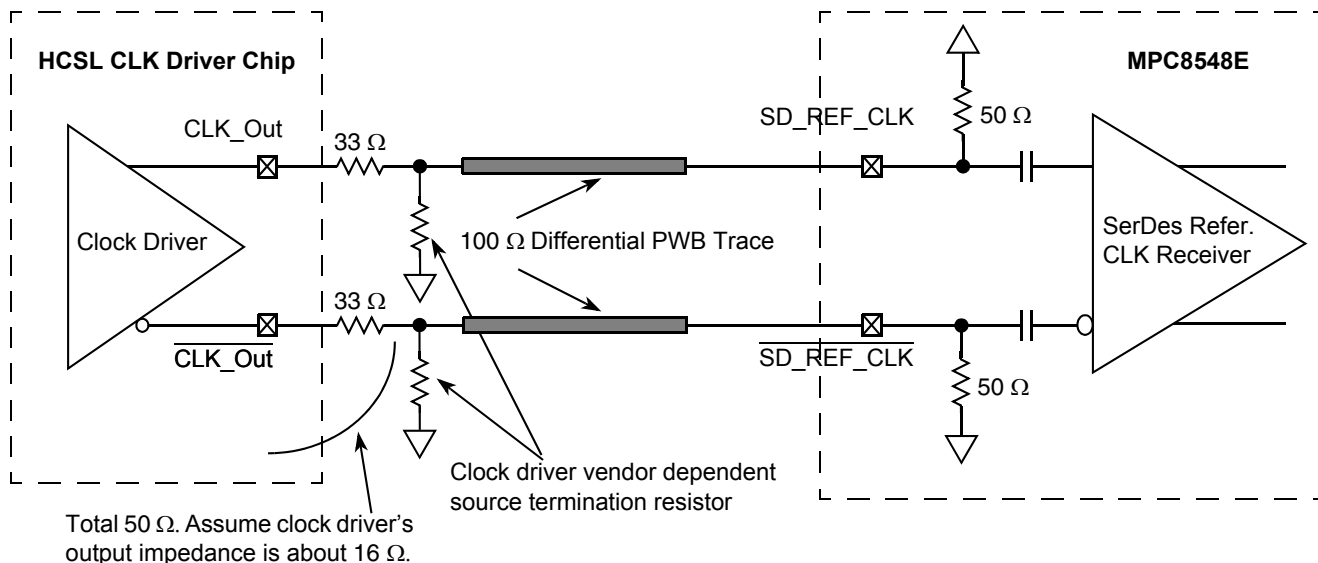 HCSL CLK Driver Chip
MPC8548E
CLK_Out
33 Ω
SD_REF_CLK
50 Ω
Clock Driver
100 Ω Differential PWB Trace
SerDes Refer.
CLK Receiver
33 Ω
CLK_Out
SD_REF_CLK
50 Ω
Clock driver vendor dependent
source termination resistor
Total 50 Ω. Assume clock driver's
output impedance is about 16 Ω.